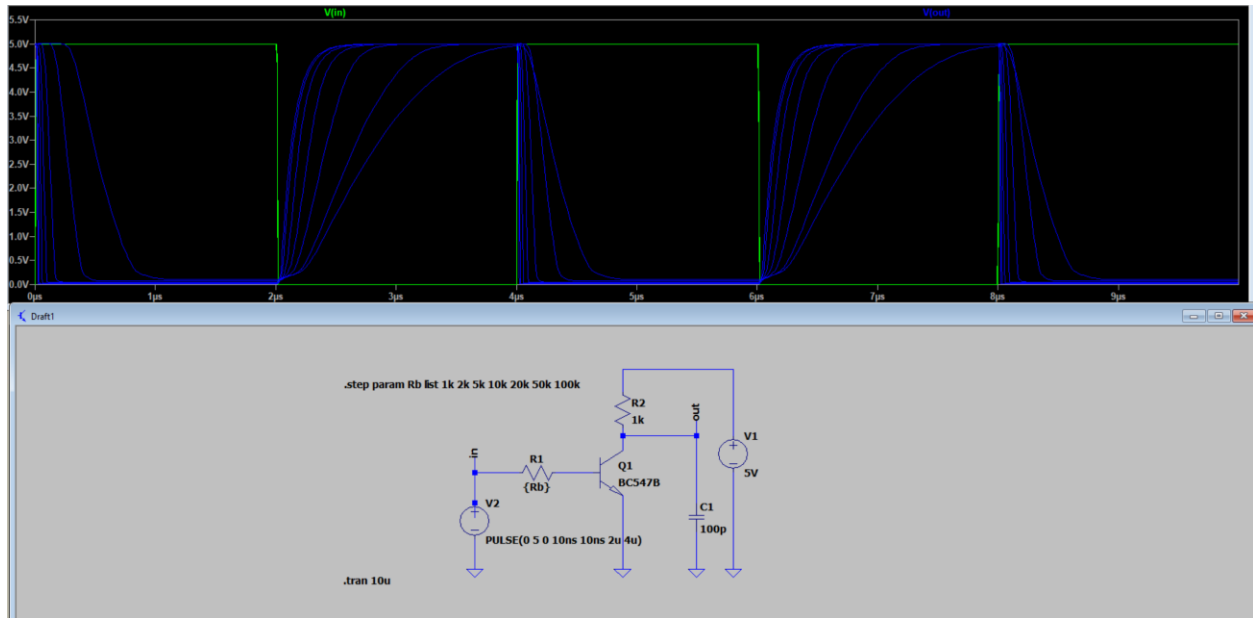 V(in) V(out)
5.5V
5.0V
4.5V
4.0V
3.5V
3.0V
2.5V
2.0V
1.5V
1.0V
0.5V
0.0V
0µs 1µs 2µs 3µs 4µs 5µs 6µs 7µs 8µs 9µs
Draft1
.step param Rb list 1k 2k 5k 10k 20k 50k 100k
R2
1k
out
V1
5V
in
R1
{Rb}
Q1
BC547B
V2
PULSE(0 5 0 10ns 10ns 2u 4u)
C1
100p
.tran 10u